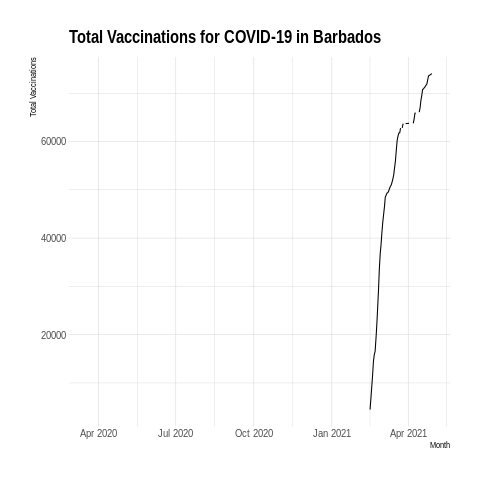 Total Vaccinations for COVID-19 in Barbados
Total Vaccinations
60000
40000
20000
Apr 2020 Jul 2020 Oct 2020 Jan 2021 Apr 2021
Month